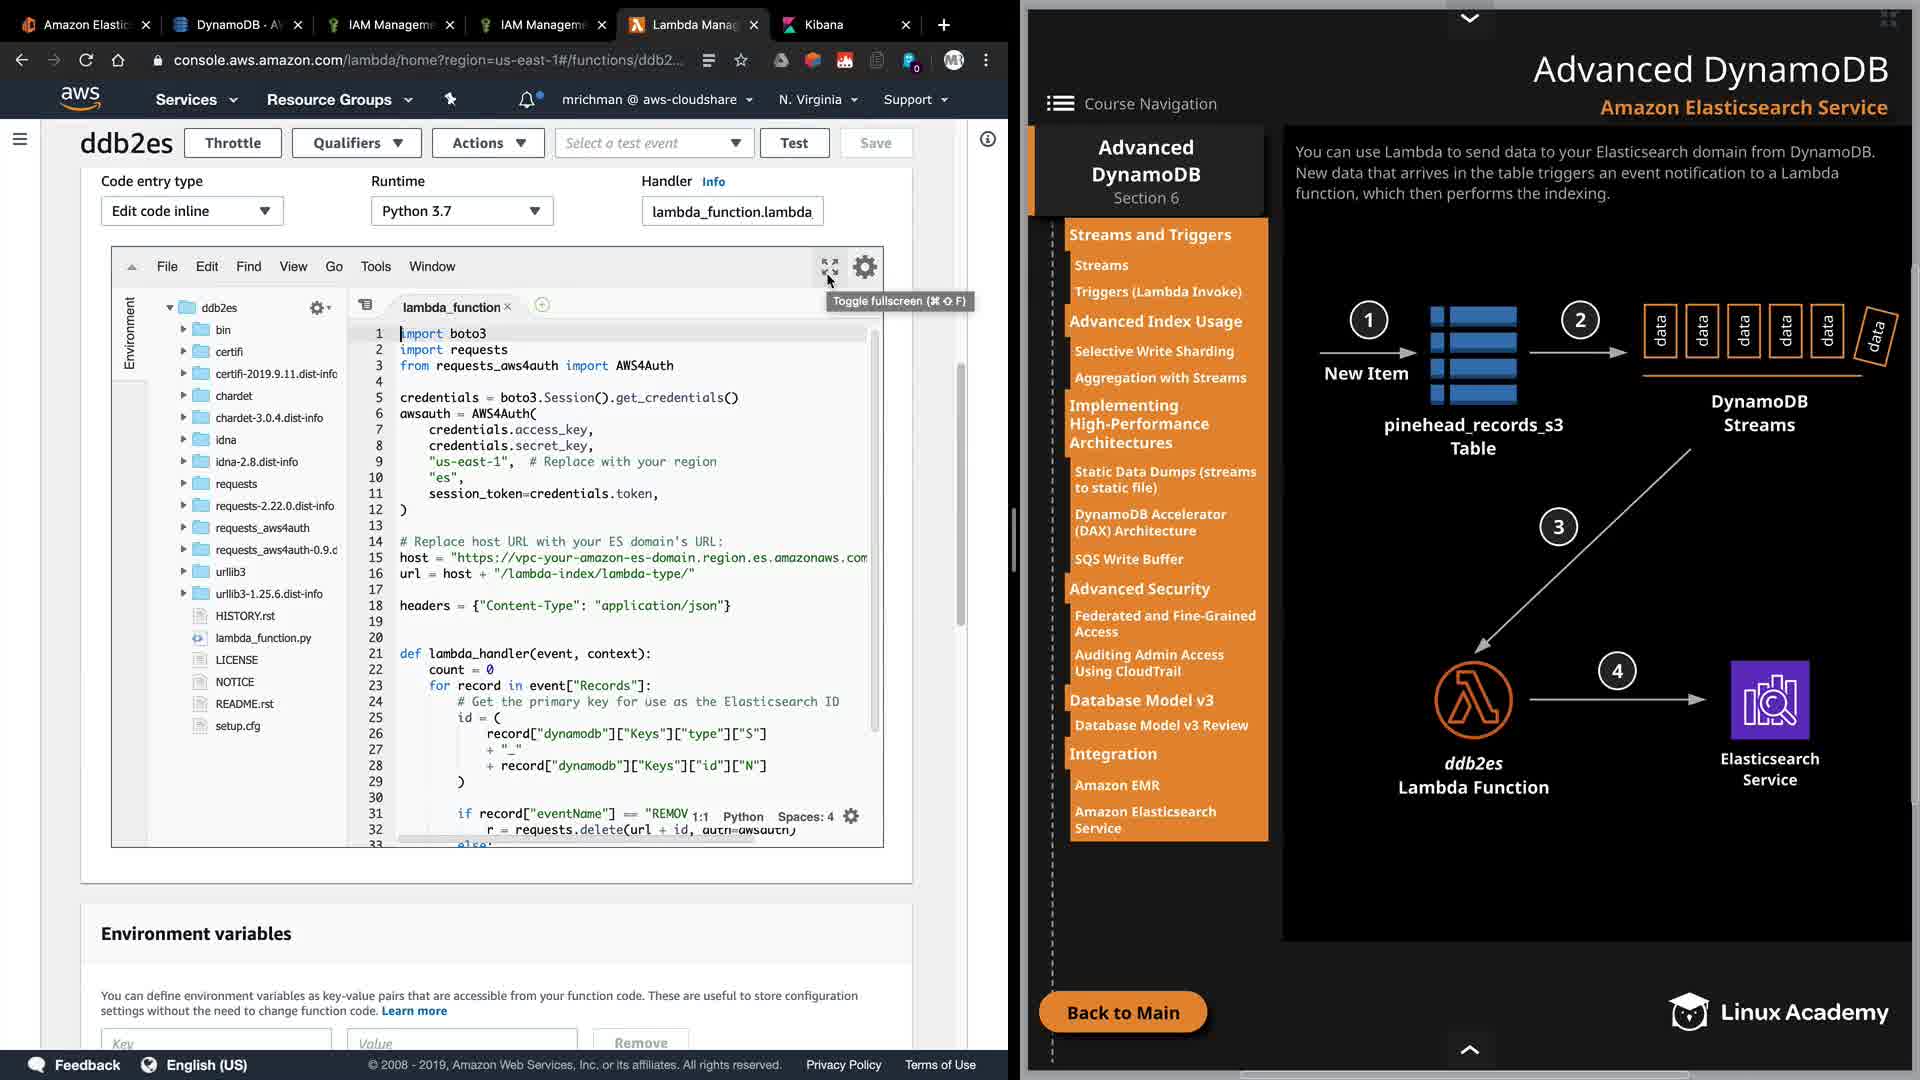 Amazon Elastic
DynamoDB - A
IAM Managem
IAM Managem
Lambda Mana
Kibana
console.aws.amazon.com/lambda/home?region=us-east-1#/functions/ddb2...
0
MR
aws
Services
Resource Groups
mrichman @ aws-cloudshare
N. Virginia
Support
ddb2es
Throttle
Qualifiers
Actions
Select a test event
Test
Save
Code entry type
Runtime
Handler Info
Edit code inline
Python 3.7
lambda_function.lambda_
File Edit Find View Go Tools Window
Toggle fullscreen (⌘⇧F)
Environment
ddb2es
bin
certifi
certifi-2019.9.11.dist-info
chardet
chardet-3.0.4.dist-info
idna
idna-2.8.dist-info
requests
requests-2.22.0.dist-info
requests_aws4auth
requests_aws4auth-0.9.d
urllib3
urllib3-1.25.6.dist-info
HISTORY.rst
lambda_function.py
LICENSE
NOTICE
README.rst
setup.cfg
lambda_function
1 import boto3
2 import requests
3 from requests_aws4auth import AWS4Auth
4
5 credentials = boto3.Session().get_credentials()
6 awsauth = AWS4Auth(
7 credentials.access_key,
8 credentials.secret_key,
9 "us-east-1", # Replace with your region
10 "es",
11 session_token=credentials.token,
12 )
13
14 # Replace host URL with your ES domain's URL:
15 host = "https://vpc-your-amazon-es-domain.region.es.amazonaws.com
16 url = host + "/lambda-index/lambda-type/"
17
18 headers = {"Content-Type": "application/json"}
19
20
21 def lambda_handler(event, context):
22 count = 0
23 for record in event["Records"]:
24 # Get the primary key for use as the Elasticsearch ID
25 id = (
26 record["dynamodb"]["Keys"]["type"]["S"]
27 + "_"
28 + record["dynamodb"]["Keys"]["id"]["N"]
29 )
30
31 if record["eventName"] == "REMOV
32 r = requests.delete(url + id, auth=awsauth)
33 else:
1:1 Python Spaces: 4
Environment variables
You can define environment variables as key-value pairs that are accessible from your function code. These are useful to store configuration
settings without the need to change function code. Learn more
Key
Value
Remove
Feedback
English (US)
© 2008 - 2019, Amazon Web Services, Inc. or its affiliates. All rights reserved.
Privacy Policy
Terms of Use
Advanced DynamoDB
Amazon Elasticsearch Service
Course Navigation
Advanced
DynamoDB
Section 6
Streams and Triggers
Streams
Triggers (Lambda Invoke)
Advanced Index Usage
Selective Write Sharding
Aggregation with Streams
Implementing
High-Performance
Architectures
Static Data Dumps (streams
to static file)
DynamoDB Accelerator
(DAX) Architecture
SQS Write Buffer
Advanced Security
Federated and Fine-Grained
Access
Auditing Admin Access
Using CloudTrail
Database Model v3
Database Model v3 Review
Integration
Amazon EMR
Amazon Elasticsearch
Service
Back to Main
You can use Lambda to send data to your Elasticsearch domain from DynamoDB.
New data that arrives in the table triggers an event notification to a Lambda
function, which then performs the indexing.
1
New Item
pinehead_records_s3
Table
2
data data data data data data
DynamoDB
Streams
3
ddb2es
Lambda Function
4
Elasticsearch
Service
Linux Academy